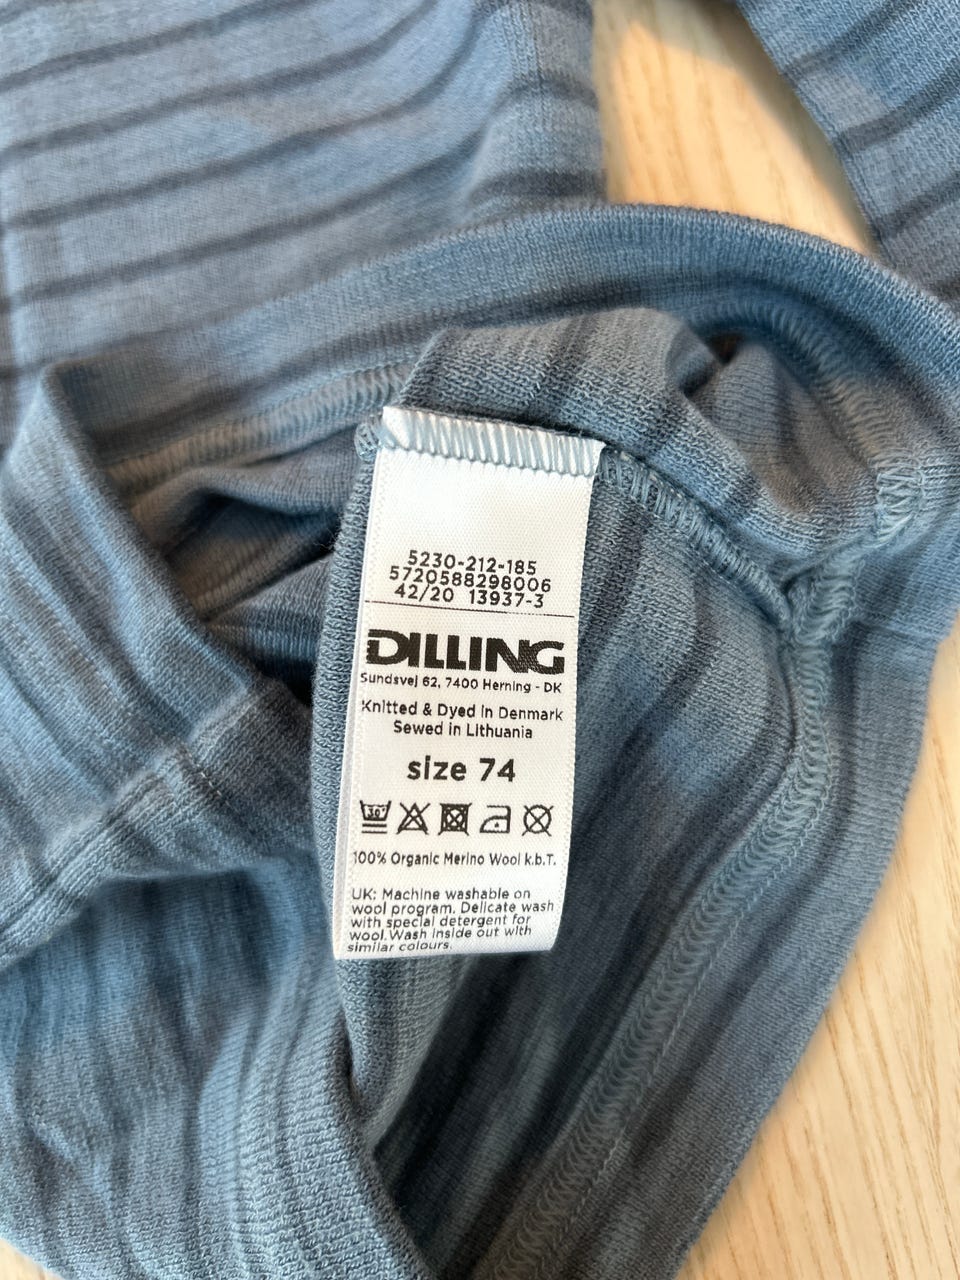 5230-212-185
5720588298006
42/20 13937-3
DILLING
Sundsvej 62, 7400 Herning - DK
Knitted & Dyed in Denmark
Sewed in Lithuania
size 74
30°
100% Organic Merino Wool k.b.T.
UK: Machine washable on
wool program. Delicate wash
with special detergent for
wool. Wash inside out with
similar colours.